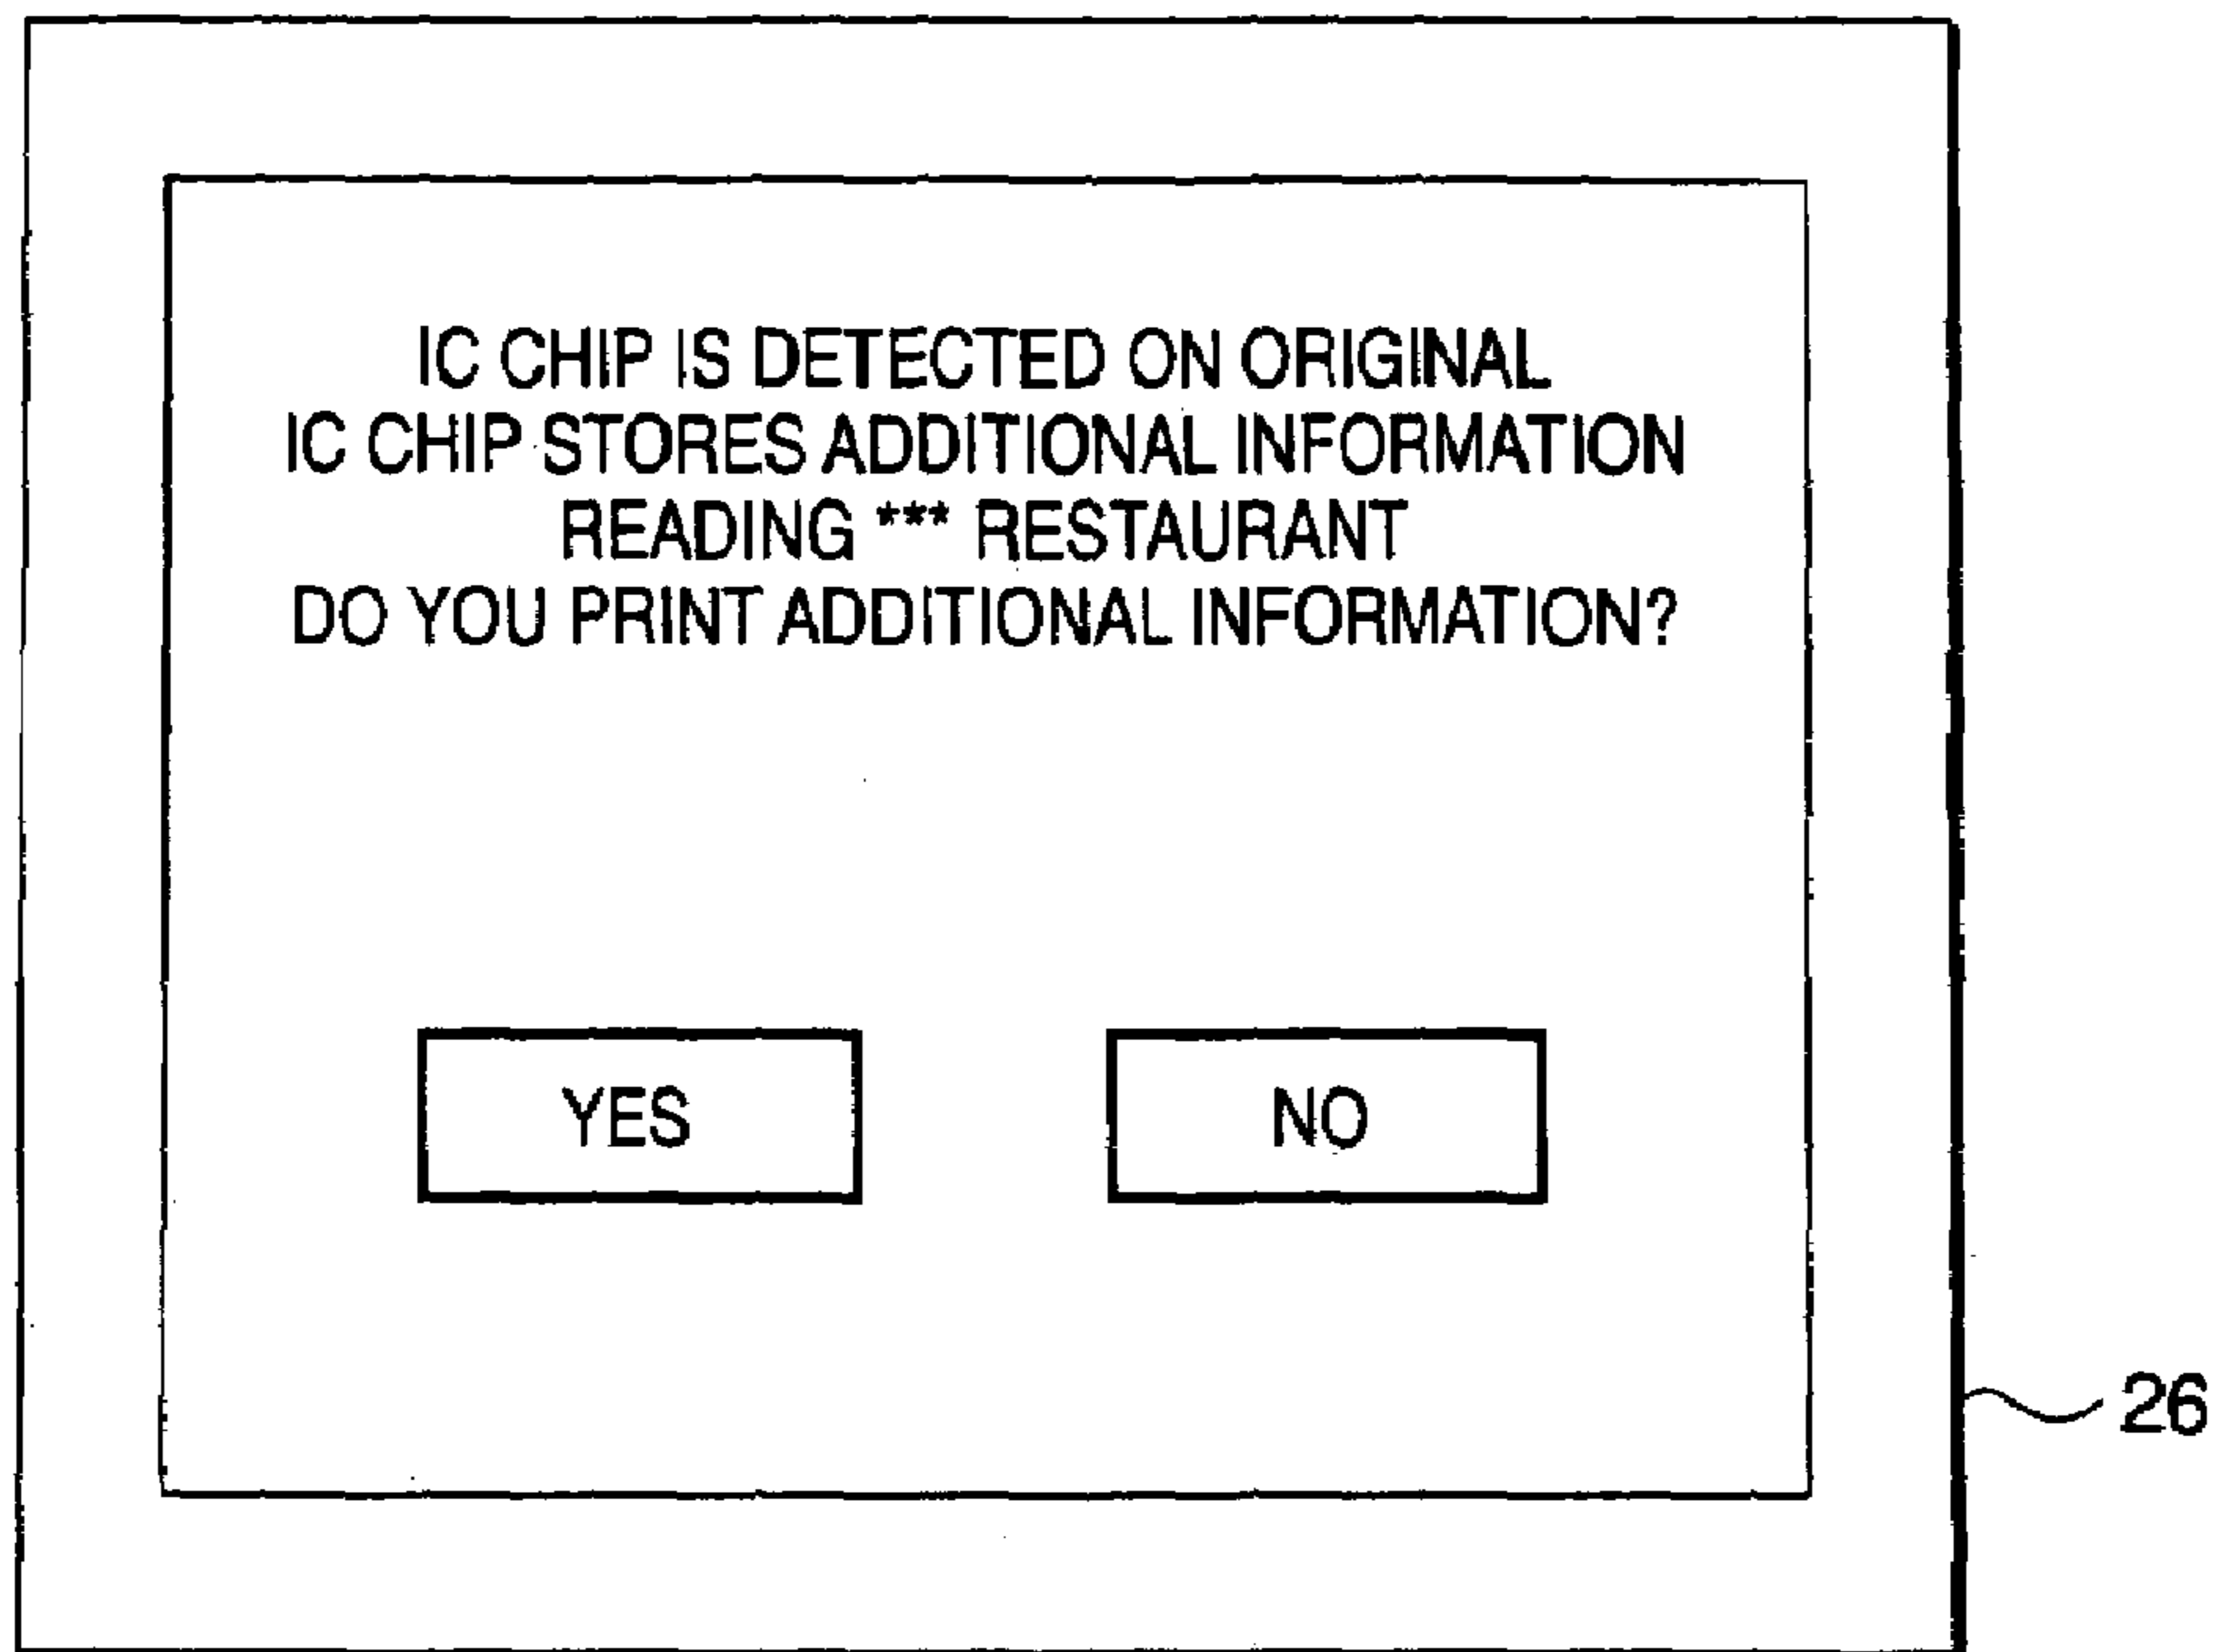 IC CHIP IS DETECTED ON ORIGINAL
IC CHIP STORES ADDITIONAL INFORMATION
READING *** RESTAURANT
DO YOU PRINT ADDITIONAL INFORMATION?
YES NO
26